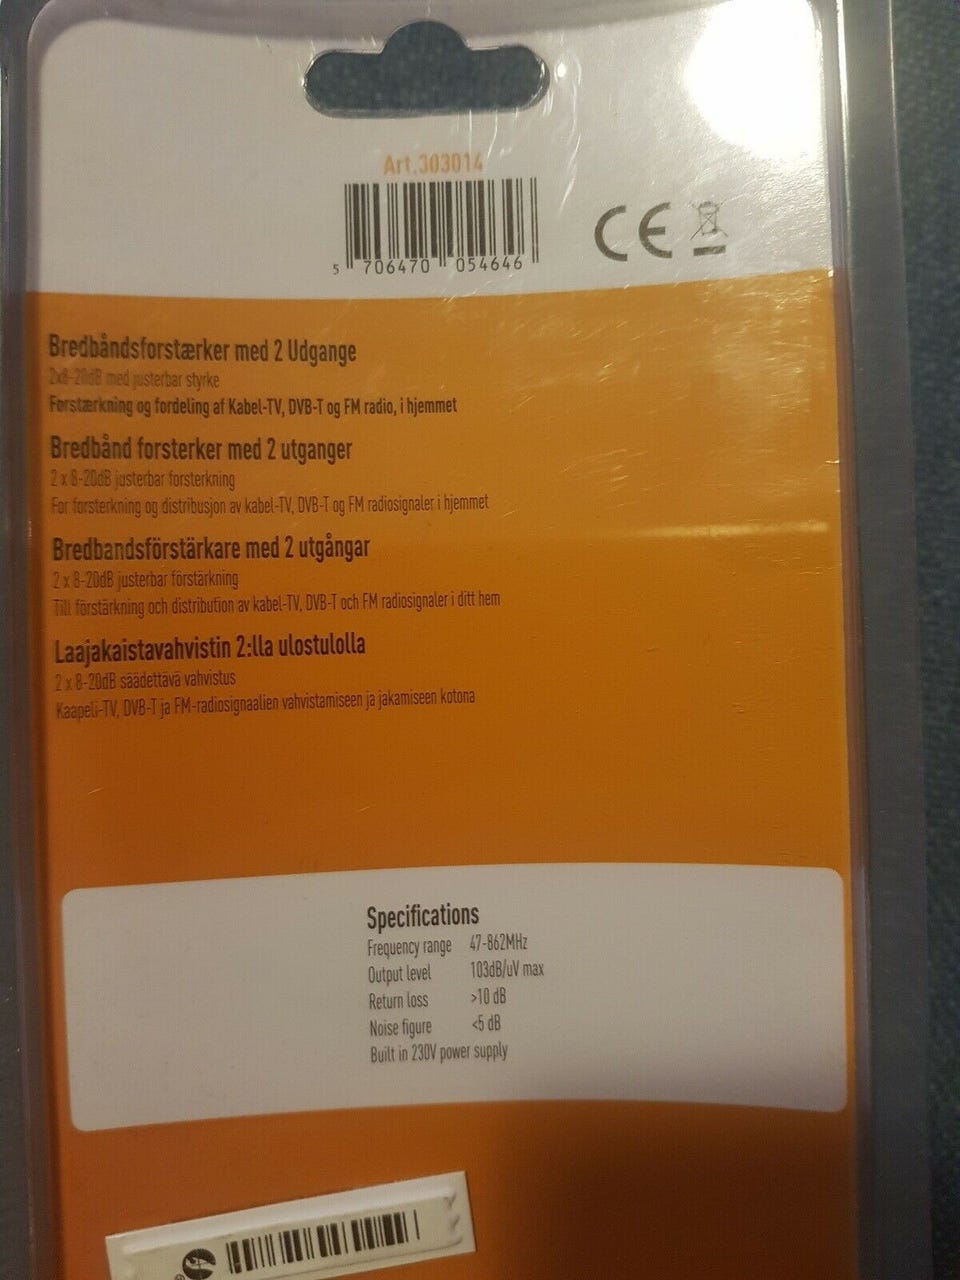 Art.303014
5 706470 054646
CE
Bredbåndsforstærker med 2 Udgange
2x8-20dB med justerbar styrke
Forstærkning og fordeling af Kabel-TV, DVB-T og FM radio, i hjemmet
Bredbånd forsterker med 2 utganger
2 x 8-20dB justerbar forsterkning
For forsterkning og distribusjon av kabel-TV, DVB-T og FM radiosignaler i hjemmet
Bredbandsförstärkare med 2 utgångar
2 x 8-20dB justerbar förstärkning
Till förstärkning och distribution av kabel-TV, DVB-T och FM radiosignaler i ditt hem
Laajakaistavahvistin 2:lla ulostulolla
2 x 8-20dB säädettävä vahvistus
Kaapeli-TV, DVB-T ja FM-radiosignaalien vahvistamiseen ja jakamiseen kotona
Specifications
Frequency range 47-862MHz
Output level 103dB/uV max
Return loss >10 dB
Noise figure <5 dB
Built in 230V power supply